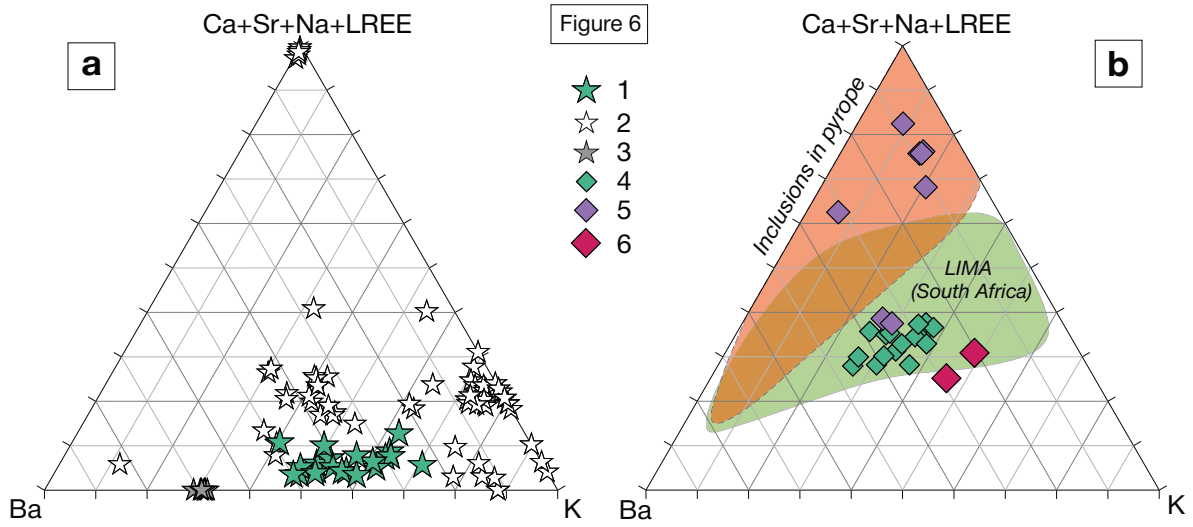 Ca+Sr+Na+LREE
Figure 6
Ca+Sr+Na+LREE
a
b
1
2
3
4
5
6
Inclusions in pyrope
LIMA
(South Africa)
Ba
K
Ba
K